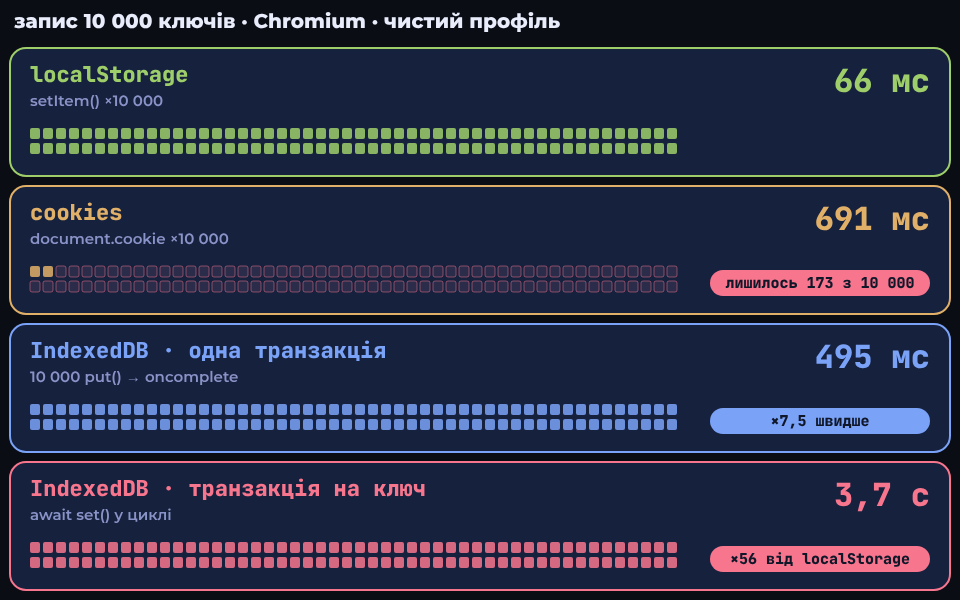 запис 10 000 ключів · Chromium · чистий профіль
localStorage
66 мс
setItem() ×10 000
cookies
691 мс
document.cookie ×10 000
лишилось 173 з 10 000
IndexedDB · одна транзакція
495 мс
10 000 put() → oncomplete
×7,5 швидше
IndexedDB · транзакція на ключ
3,7 с
await set() у циклі
×56 від localStorage